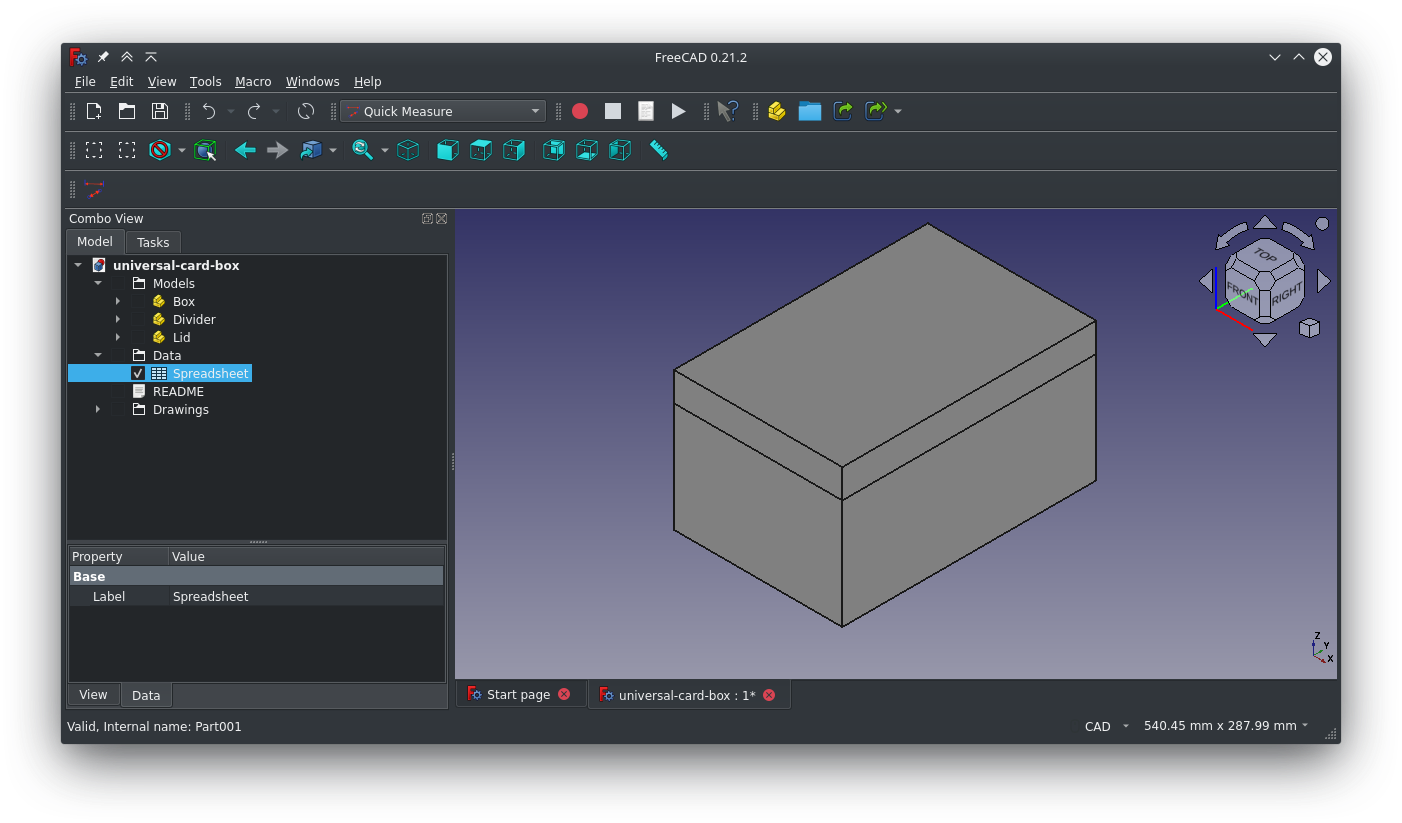 FreeCAD 0.21.2
File Edit View Tools Macro Windows Help
Quick Measure
Combo View
Model Tasks
universal-card-box
Models
Box
Divider
Lid
Data
Spreadsheet
README
Drawings
Property Value
Base
Label Spreadsheet
View Data
TOP
FRONT RIGHT
Z
Y
X
Start page universal-card-box : 1*
Valid, Internal name: Part001 CAD 540.45 mm x 287.99 mm